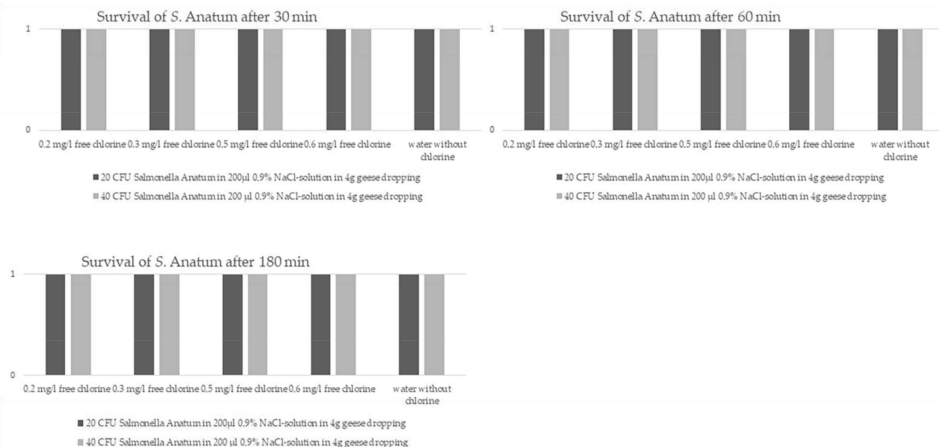 Survival of S. Anatum after 30 min
1
0
0.2 mg/l free chlorine 0.3 mg/l free chlorine 0.5 mg/l free chlorine 0.6 mg/l free chlorine water without
chlorine
20 CFU Salmonella Anatum in 200µl 0.9% NaCl-solution in 4g geese dropping
40 CFU Salmonella Anatum in 200 µl 0,9% NaCl-solution in 4g geese dropping
Survival of S. Anatum after 60 min
1
0
0.2 mg/l free chlorine 0.3 mg/l free chlorine 0.5 mg/l free chlorine 0.6 mg/l free chlorine water without
chlorine
20 CFU Salmonella Anatum in 200µl 0.9% NaCl-solution in 4g geese dropping
40 CFU Salmonella Anatum in 200 µl 0,9% NaCl-solution in 4g geese dropping
Survival of S. Anatum after 180 min
1
0
0.2 mg/l free chlorine 0.3 mg/l free chlorine 0.5 mg/l free chlorine 0.6 mg/l free chlorine water without
chlorine
20 CFU Salmonella Anatum in 200µl 0.9% NaCl-solution in 4g geese dropping
40 CFU Salmonella Anatum in 200 µl 0,9% NaCl-solution in 4g geese dropping